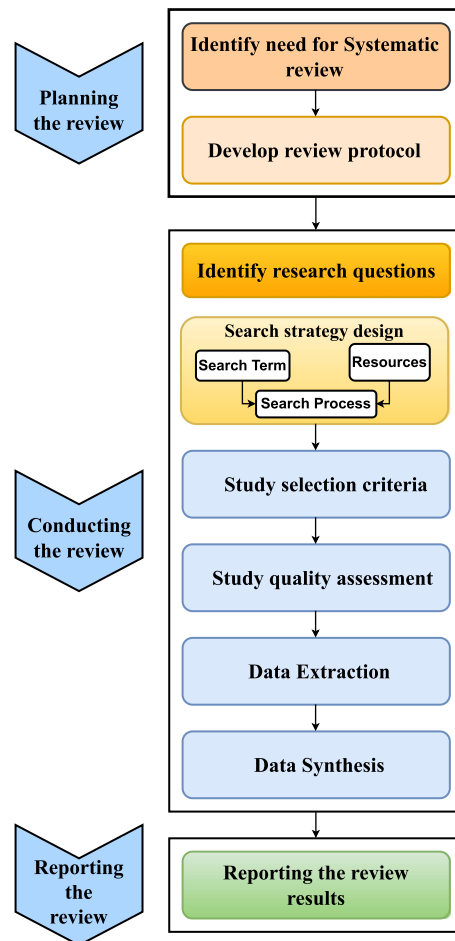 Planning
the review
Identify need for Systematic
review
Develop review protocol
Conducting
the review
Identify research questions
Search strategy design
Search Term
Resources
Search Process
Study selection criteria
Study quality assessment
Data Extraction
Data Synthesis
Reporting
the
review
Reporting the review
results